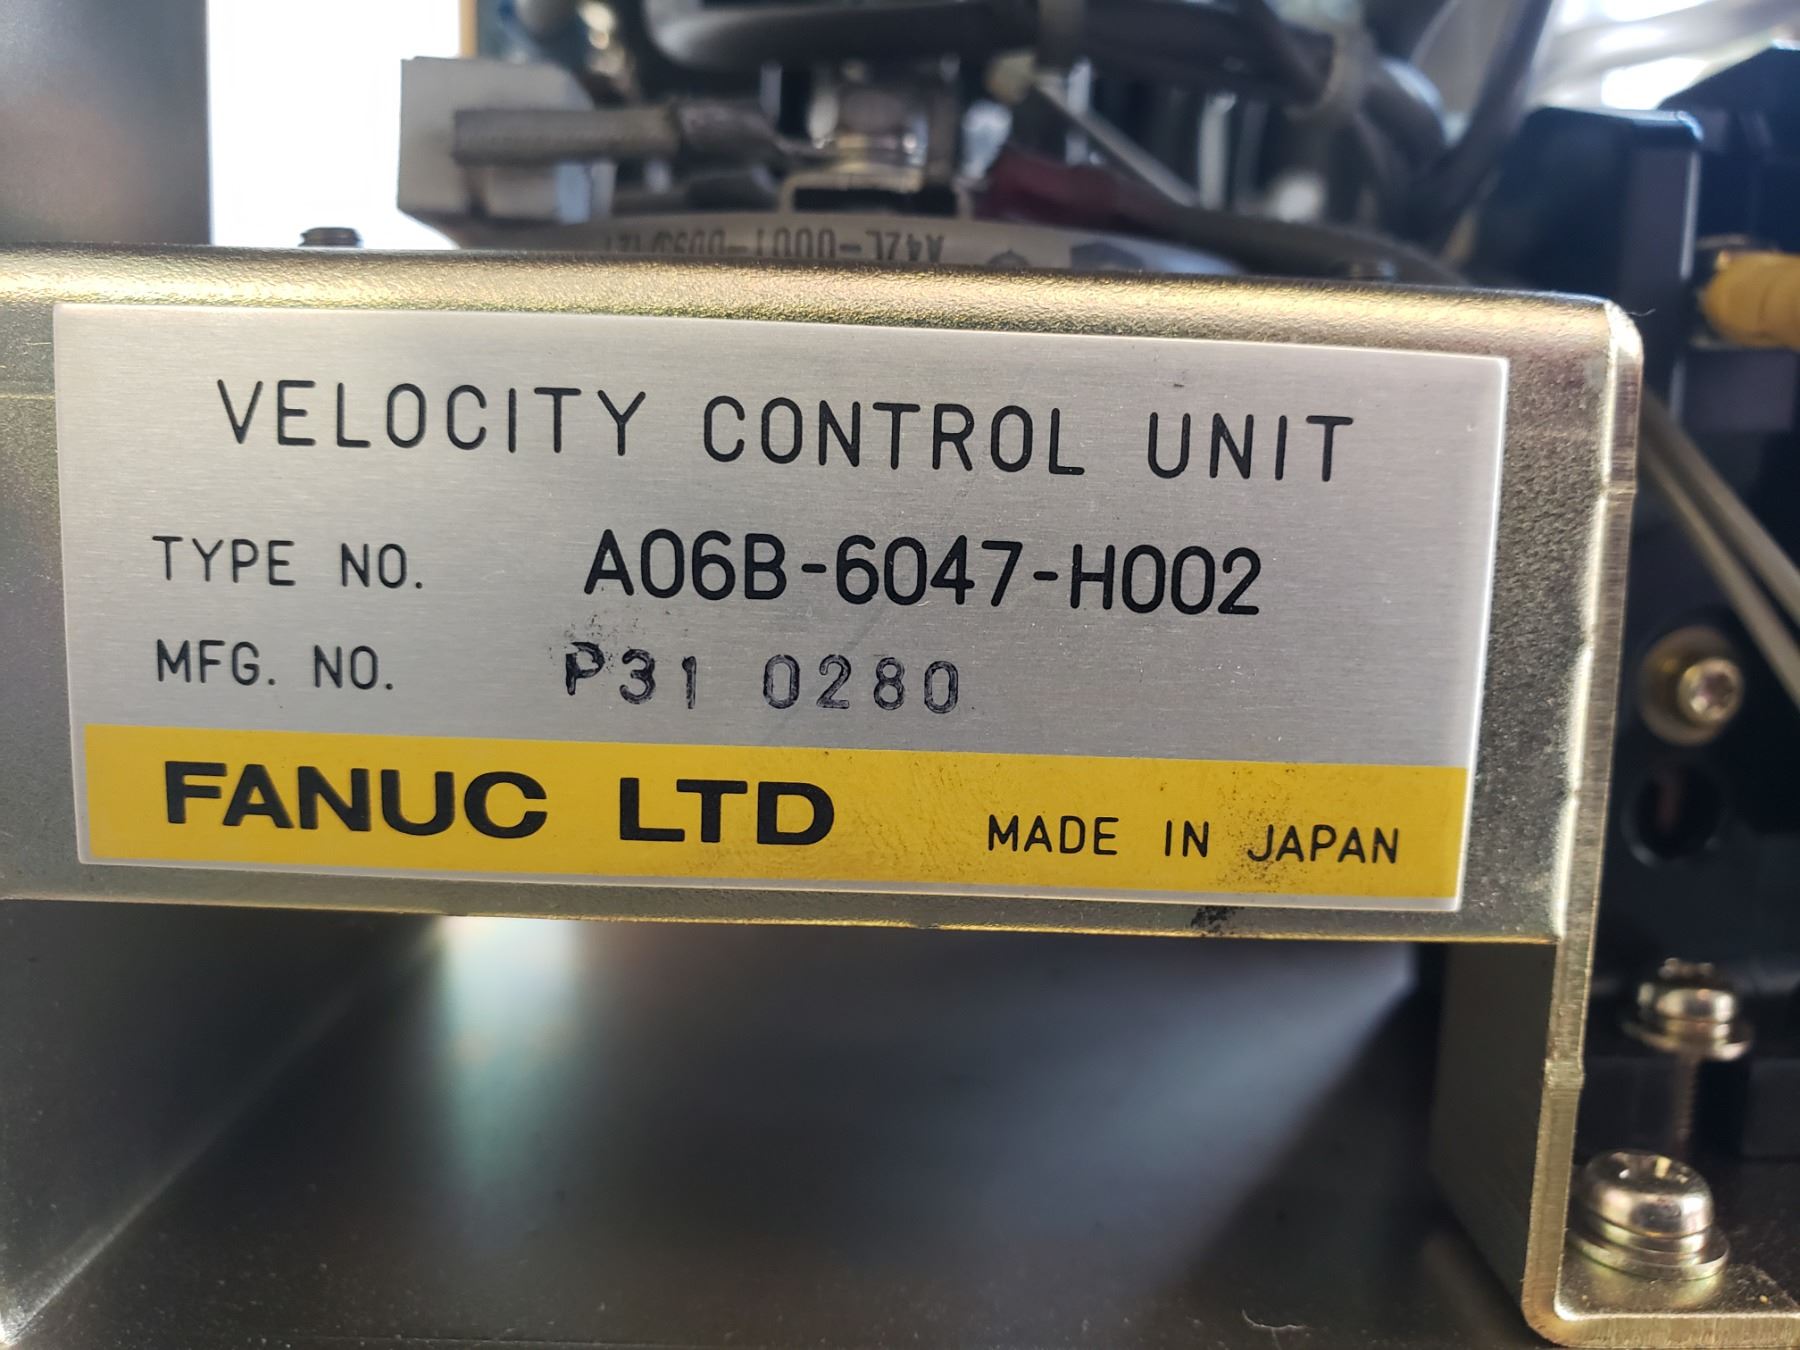 VELOCITY CONTROL UNIT
TYPE NO. A06B-6047-H002
MFG. NO. P31 0280
FANUC LTD MADE IN JAPAN